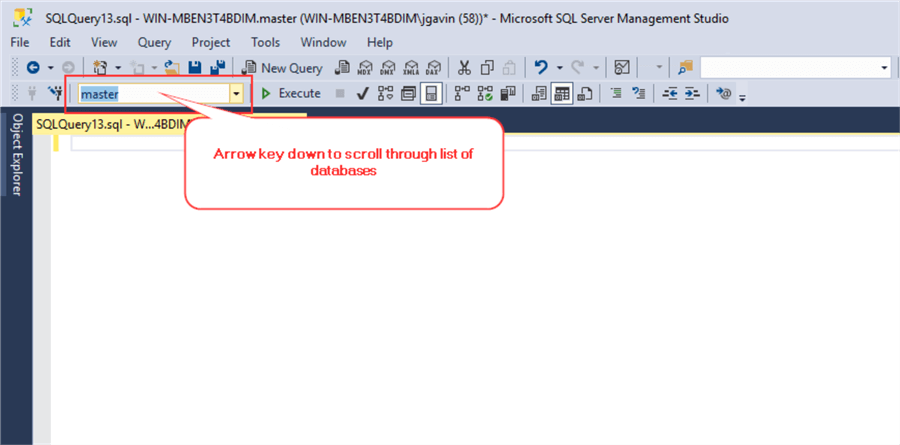 SQLQuery13.sql - WIN-MBEN3T4BDIM.master (WIN-MBEN3T4BDIM\jgavin (58))* - Microsoft SQL Server Management Studio
File Edit View Query Project Tools Window Help
New Query MDX DMX XMLA DAX
master Execute
SQLQuery13.sql - W...4BDIM
Object Explorer
Arrow key down to scroll through list of
databases